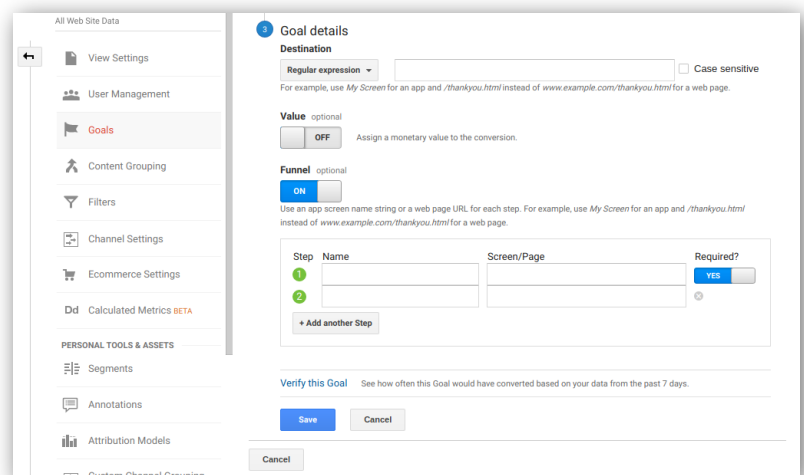 All Web Site Data
View Settings
User Management
Goals
Content Grouping
Filters
Channel Settings
Ecommerce Settings
Dd Calculated Metrics BETA
PERSONAL TOOLS & ASSETS
Segments
Annotations
Attribution Models
Custom Channel Grouping
3 Goal details
Destination
Regular expression
Case sensitive
For example, use My Screen for an app and /thankyou.html instead of www.example.com/thankyou.html for a web page.
Value optional
OFF Assign a monetary value to the conversion.
Funnel optional
ON
Use an app screen name string or a web page URL for each step. For example, use My Screen for an app and /thankyou.html
instead of www.example.com/thankyou.html for a web page.
Step Name Screen/Page Required?
1 YES
2
+ Add another Step
Verify this Goal See how often this Goal would have converted based on your data from the past 7 days.
Save Cancel
Cancel